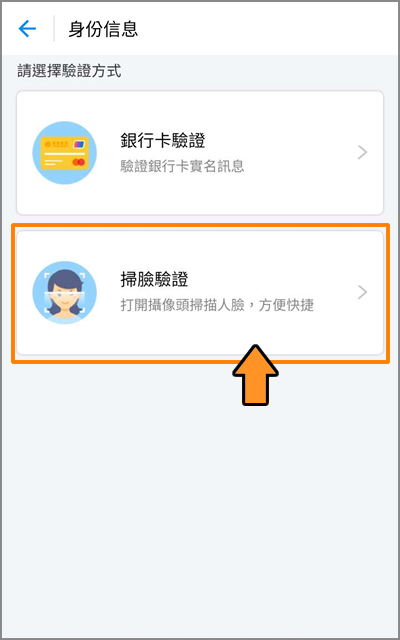 身份信息
請選擇驗證方式
銀行卡驗證
驗證銀行卡實名訊息
掃臉驗證
打開攝像頭掃描人臉，方便快捷